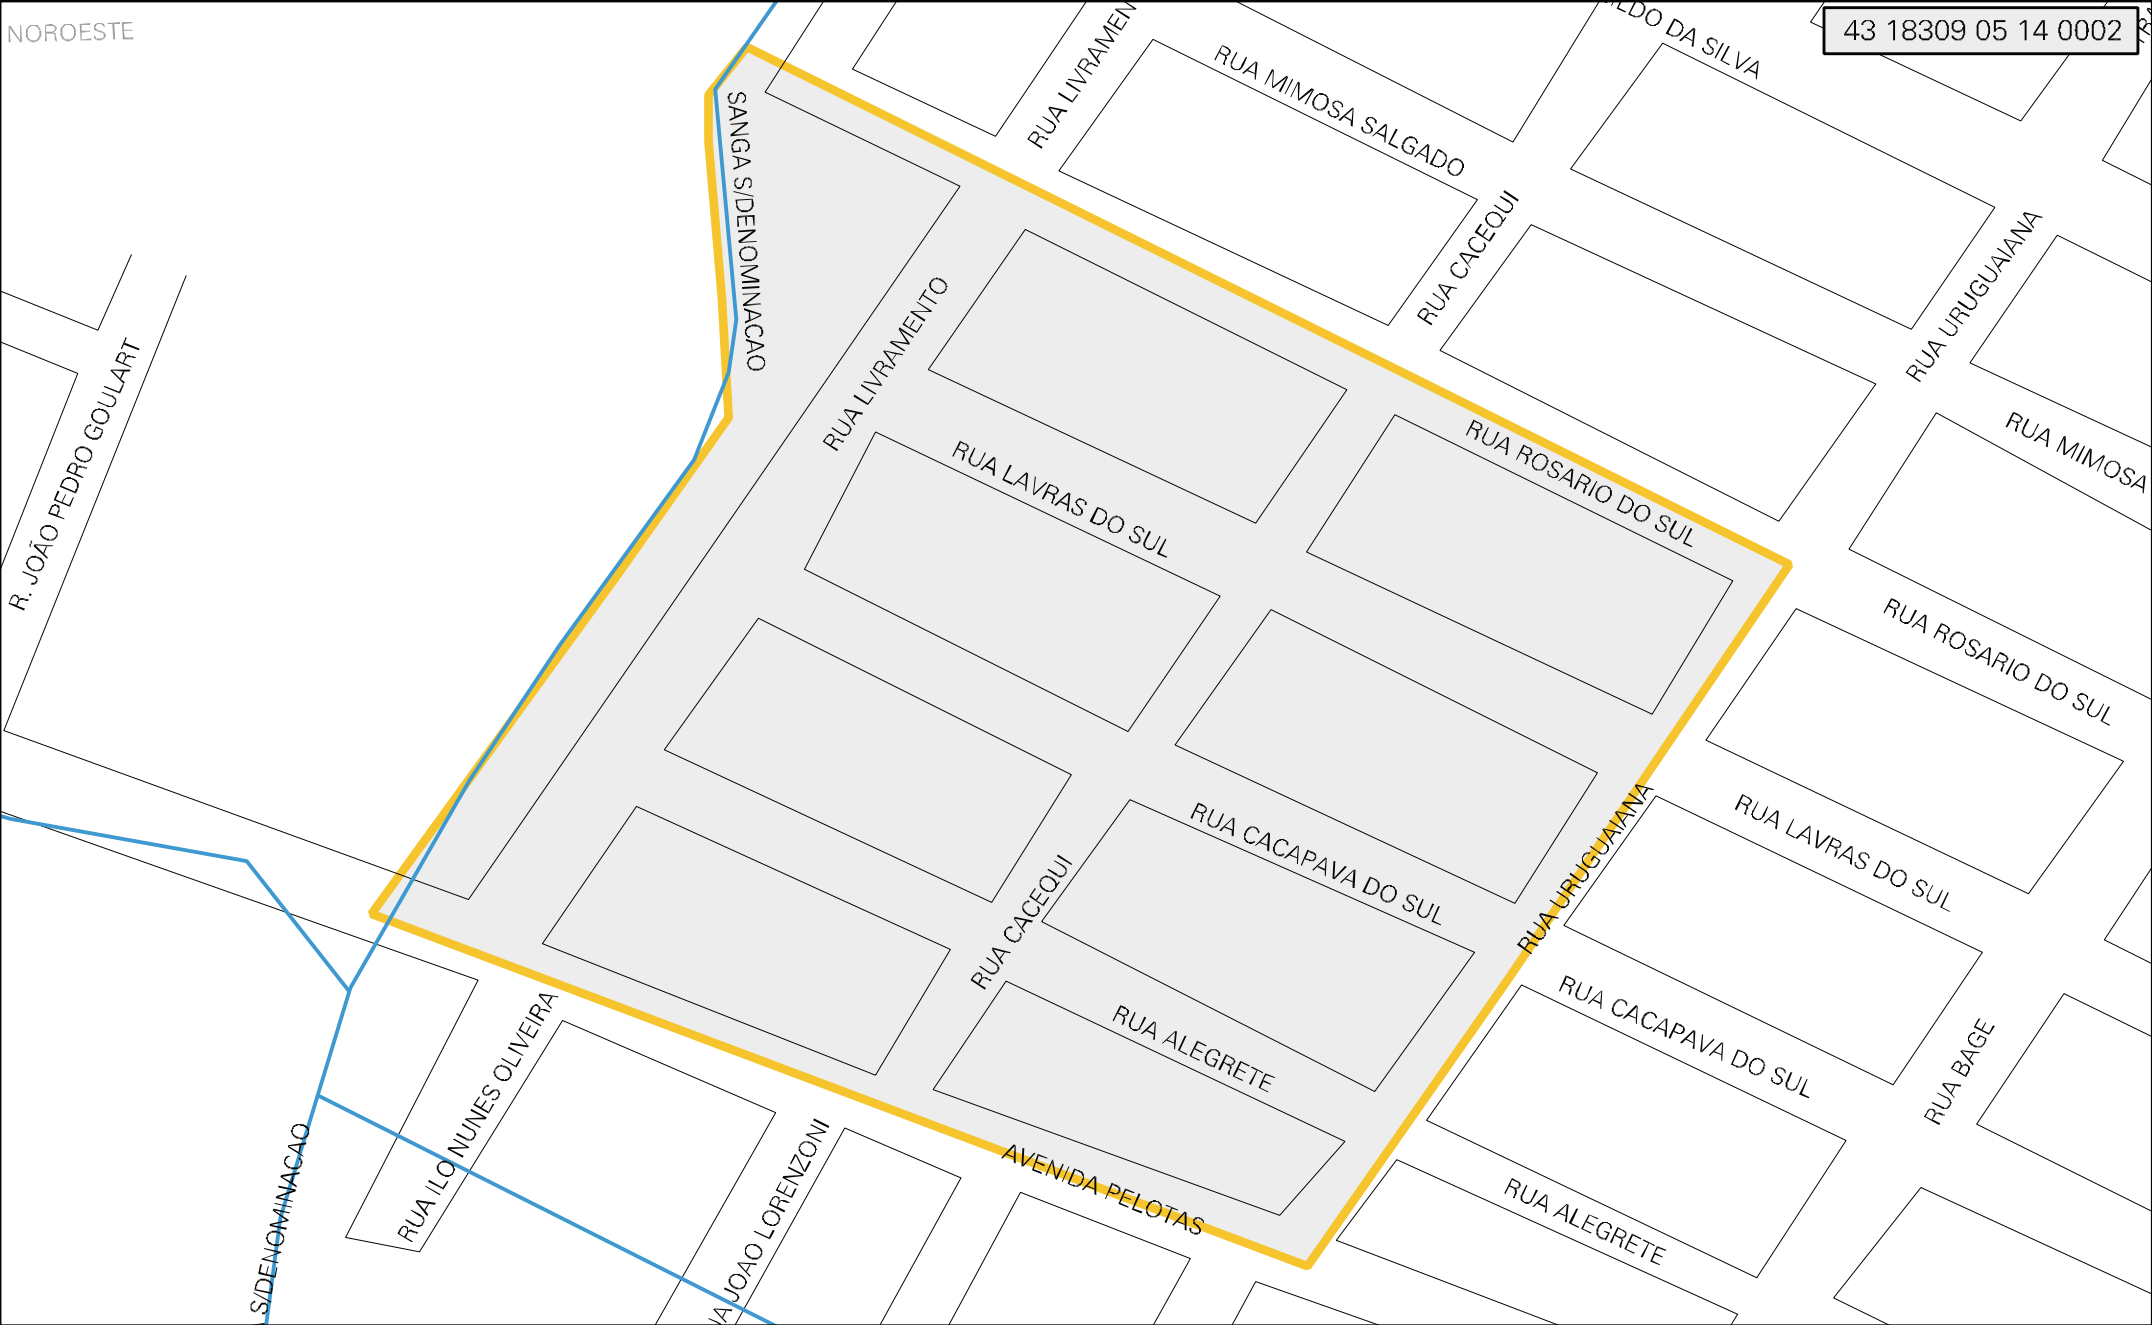 NOROESTE
43 18309 05 14 0002
DA SILVA
RUA
RUA MIMOSA SALGADO
SANGA S/DENOMINACAO
RUA CACEQUI
RUA URUGUAIANA
RUA LIVRAMENTO
R. JOÃO PEDRO GOULART
RUA MIMOSA
RUA ROSARIO DO SUL
RUA LAVRAS DO SUL
RUA ROSARIO DO SUL
RUA CACAPAVA DO SUL
RUA URUGUAIANA
RUA LAVRAS DO SUL
RUA CACEQUI
RUA CACAPAVA DO SUL
RUA ALEGRETE
RUA BAGE
RUA ILO NUNES OLIVEIRA
AVENIDA PELOTAS
JOAO LORENZONI
S/DENOMINACAO
RUA ALEGRETE